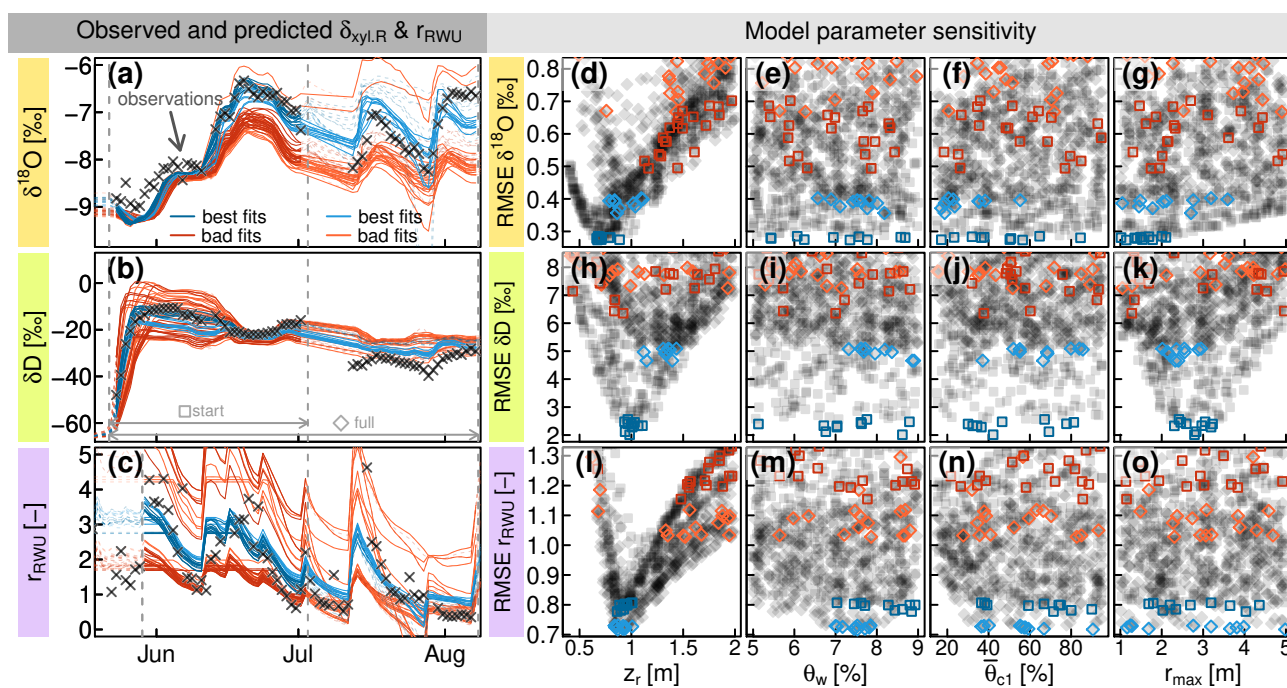 Observed and predicted δxyl.R & rRWU
Model parameter sensitivity
(a)
observations
best fits best fits
bad fits bad fits
δ18O [‰]
−6
−7
−8
−9
(b)
start
full
δD [‰]
0
−20
−40
−60
(c)
rRWU [−]
5
4
3
2
1
0
Jun Jul Aug
(d) (e) (f) (g)
RMSE δ18O [‰]
0.8
0.7
0.6
0.5
0.4
0.3
(h) (i) (j) (k)
RMSE δD [‰]
8
7
6
5
4
3
2
(l) (m) (n) (o)
RMSE rRWU [−]
1.3
1.2
1.1
1.0
0.9
0.8
0.7
0.5 1 1.5 2 5 6 7 8 9 20 40 60 80 1 2 3 4 5
zr [m] θw [%] θ̅c1 [%] rmax [m]